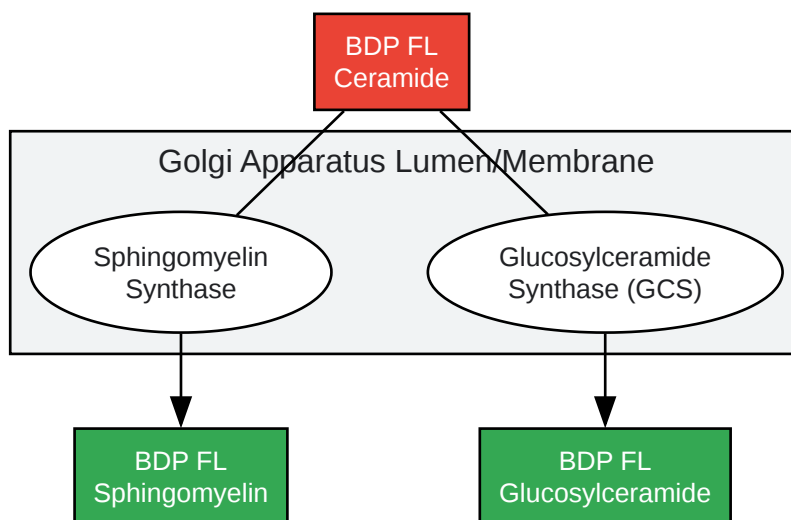 BDP FL
Ceramide
Golgi Apparatus Lumen/Membrane
Sphingomyelin
Synthase
Glucosylceramide
Synthase (GCS)
BDP FL
Sphingomyelin
BDP FL
Glucosylceramide